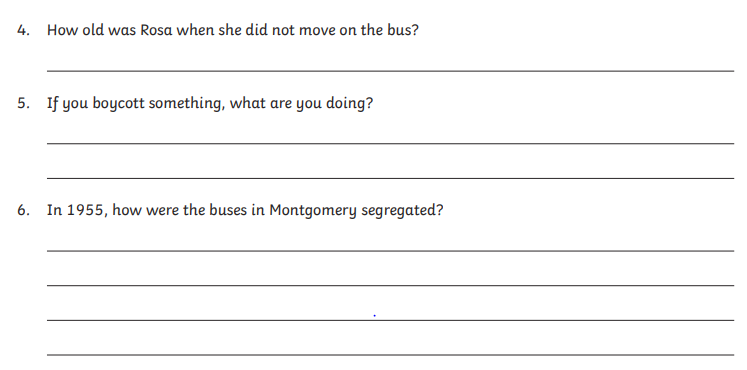 4. How old was Rosa when she did not move on the bus?
5. If you boycott something, what are you doing?
6. In 1955, how were the buses in Montgomery segregated?